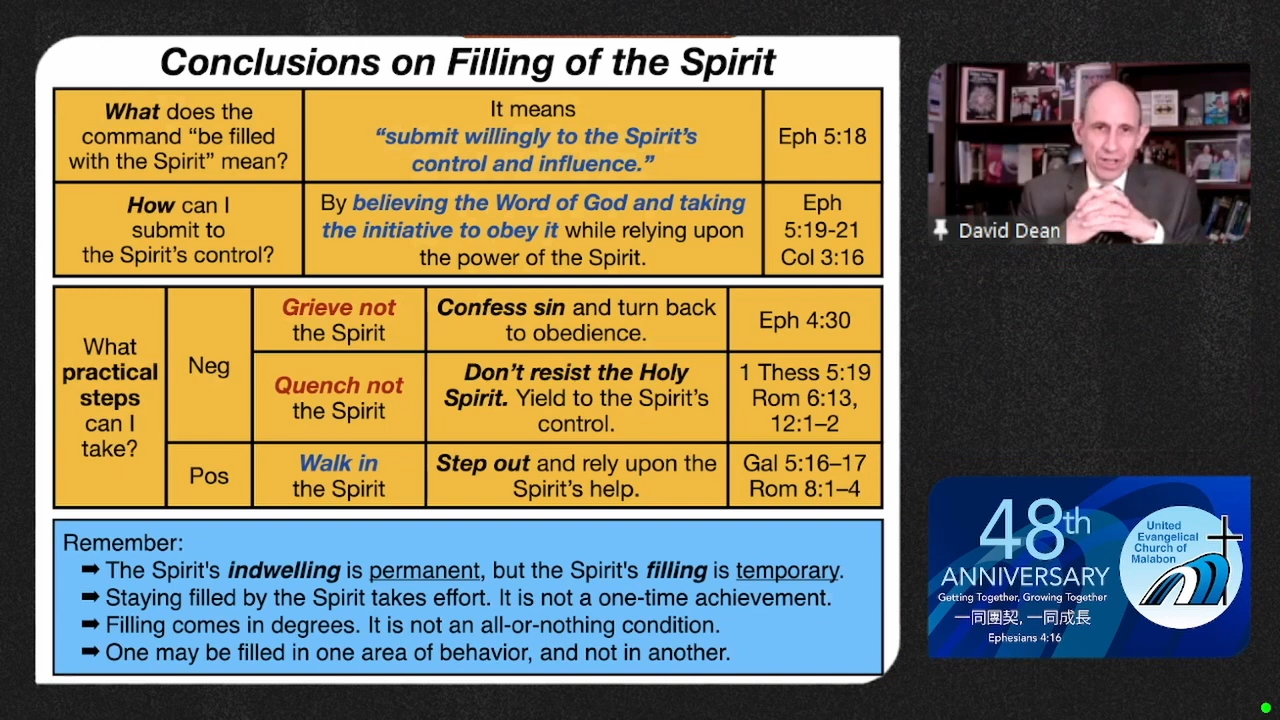 Conclusions on Filling of the Spirit
What does the
command “be filled
with the Spirit” mean?
It means
“submit willingly to the Spirit’s
control and influence.”
Eph 5:18
How can I
submit to
the Spirit’s control?
By believing the Word of God and taking
the initiative to obey it while relying upon
the power of the Spirit.
Eph
5:19-21
Col 3:16
What
practical
steps
can I
take?
Neg
Grieve not
the Spirit
Confess sin and turn back
to obedience.
Eph 4:30
Quench not
the Spirit
Don’t resist the Holy
Spirit. Yield to the Spirit’s
control.
1 Thess 5:19
Rom 6:13,
12:1–2
Pos
Walk in
the Spirit
Step out and rely upon the
Spirit’s help.
Gal 5:16–17
Rom 8:1–4
Remember:
➡ The Spirit's indwelling is permanent, but the Spirit's filling is temporary.
➡ Staying filled by the Spirit takes effort. It is not a one-time achievement.
➡ Filling comes in degrees. It is not an all-or-nothing condition.
➡ One may be filled in one area of behavior, and not in another.
David Dean
48th
ANNIVERSARY
Getting Together, Growing Together
一同團契, 一同成長
Ephesians 4:16
United
Evangelical
Church of
Malabon